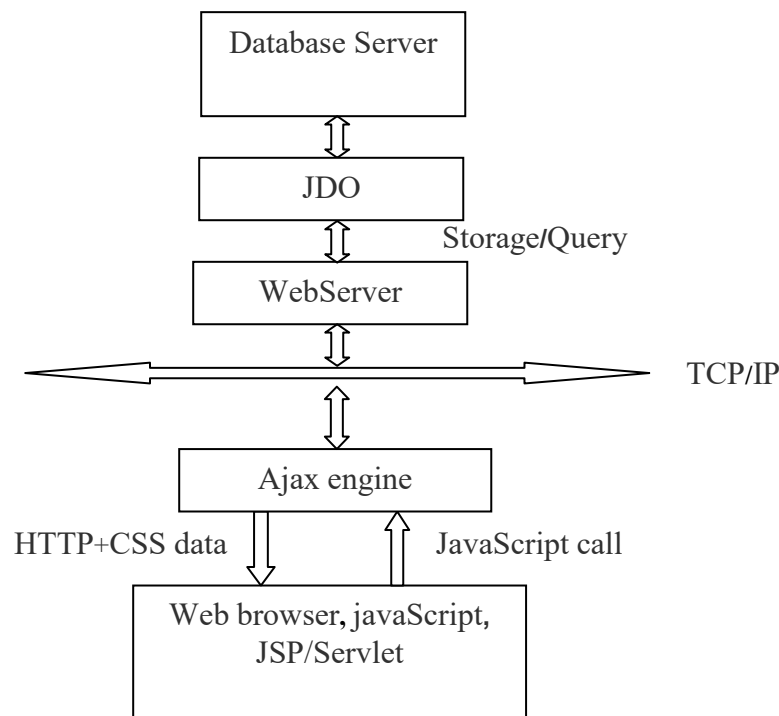 Database Server
JDO
Storage/Query
WebServer
TCP/IP
Ajax engine
HTTP+CSS data
JavaScript call
Web browser, javaScript,
JSP/Servlet